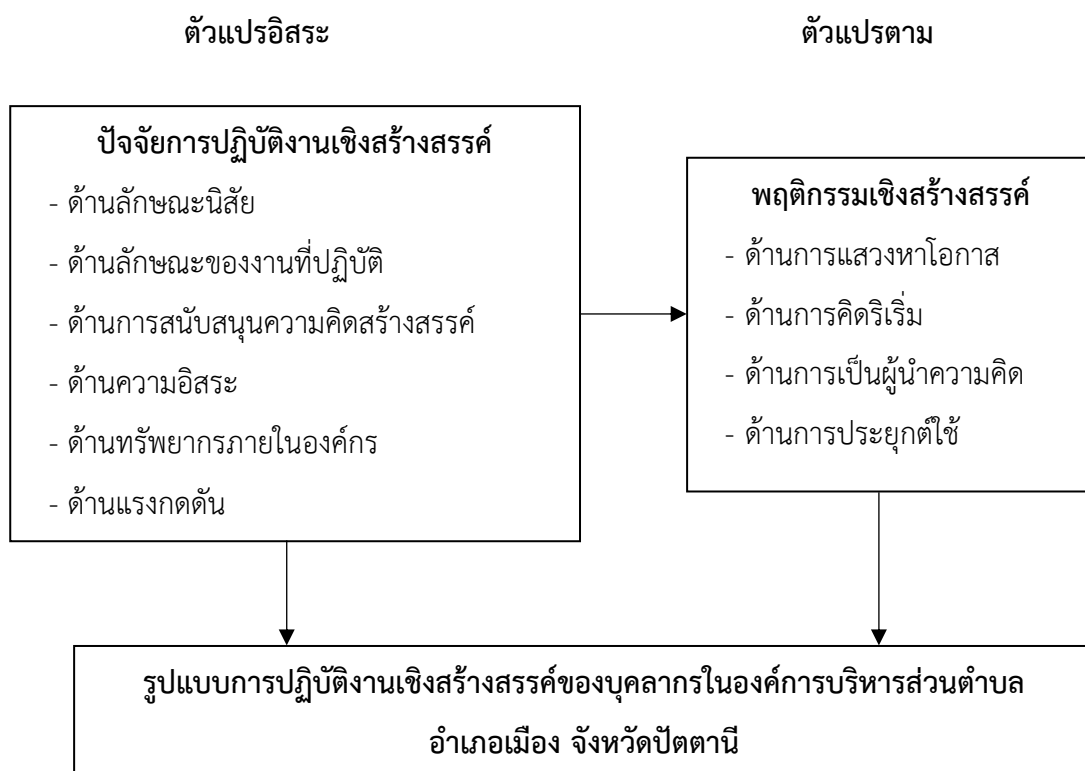 ตัวแปรอิสระ
ตัวแปรตาม
ปัจจัยการปฏิบัติงานเชิงสร้างสรรค์
- ด้านลักษณะนิสัย
- ด้านลักษณะของงานที่ปฏิบัติ
- ด้านการสนับสนุนความคิดสร้างสรรค์
- ด้านความอิสระ
- ด้านทรัพยากรภายในองค์กร
- ด้านแรงกดดัน
พฤติกรรมเชิงสร้างสรรค์
- ด้านการแสวงหาโอกาส
- ด้านการคิดริเริ่ม
- ด้านการเป็นผู้นำความคิด
- ด้านการประยุกต์ใช้
รูปแบบการปฏิบัติงานเชิงสร้างสรรค์ของบุคลากรในองค์การบริหารส่วนตำบล
อำเภอเมือง จังหวัดปัตตานี